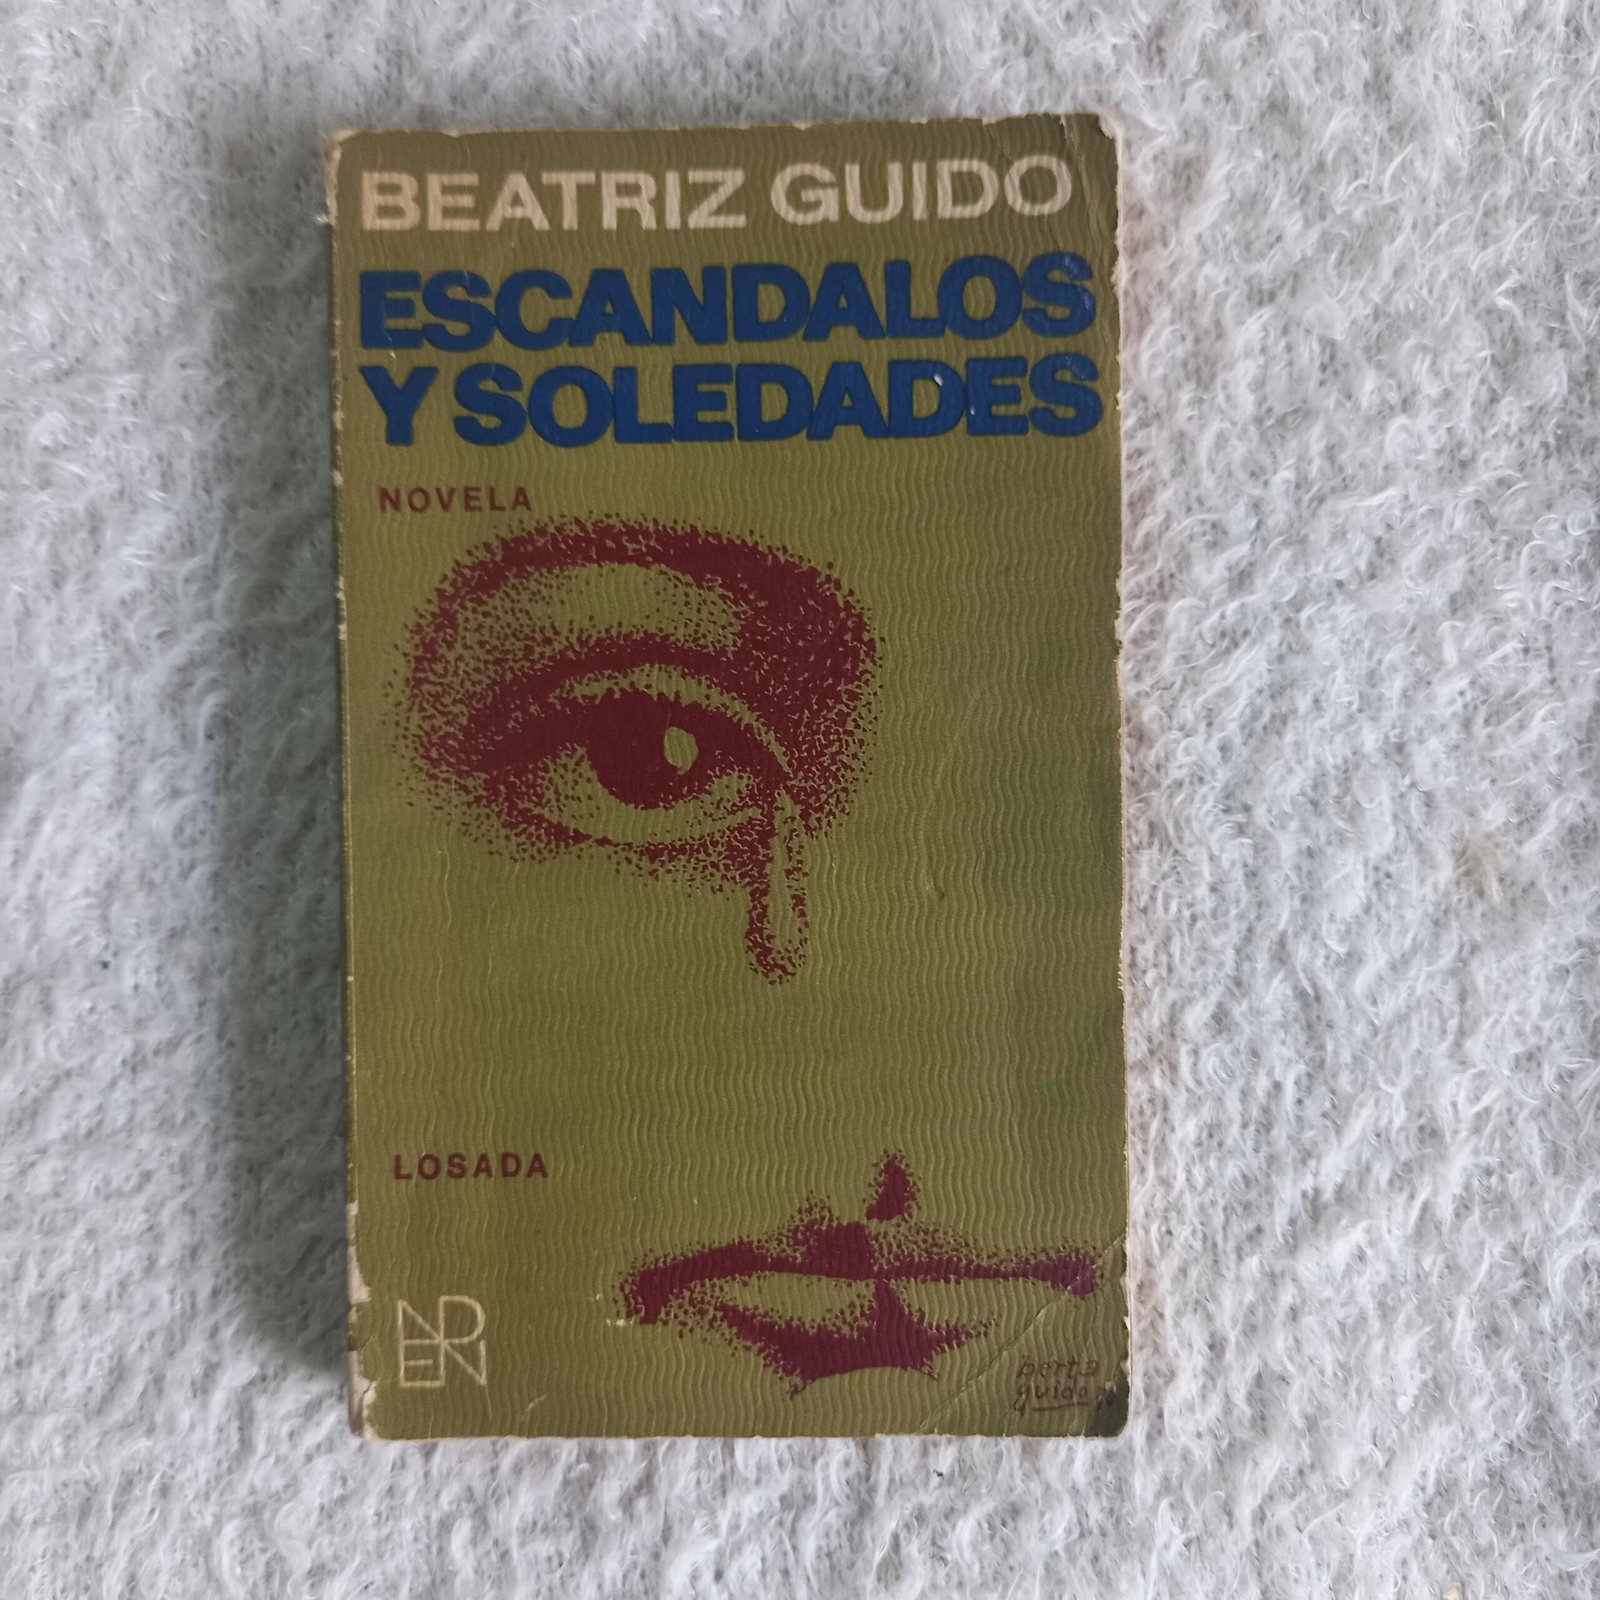 BEATRIZ GUIDO
ESCANDALOS
Y SOLEDADES
NOVELA
LOSADA
ND
EN
berta
guido